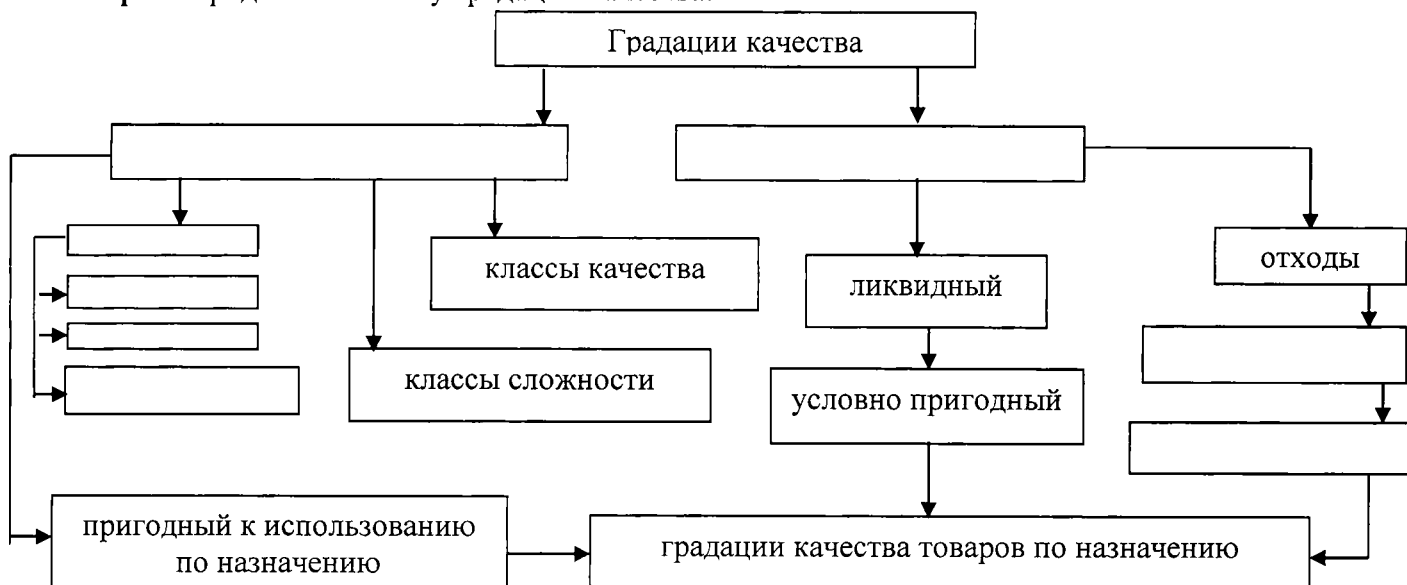 Градации качества
классы качества
ликвидный
отходы
классы сложности
условно пригодный
пригодный к использованию
по назначению
градации качества товаров по назначению